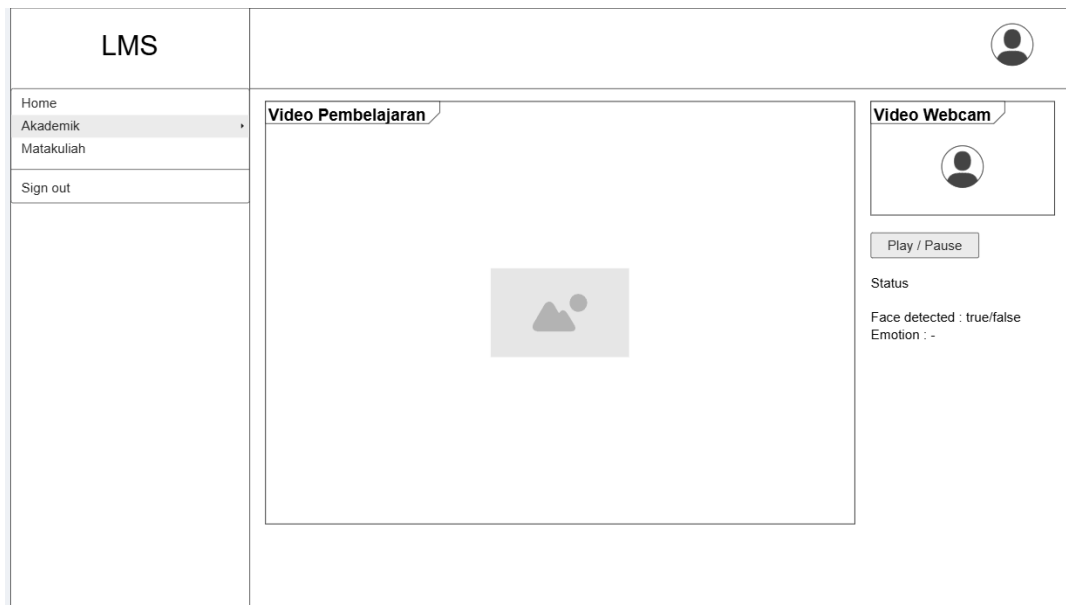 LMS
Home
Akademik
Matakuliah
Sign out
Video Pembelajaran
Video Webcam
Play / Pause
Status
Face detected : true/false
Emotion : -